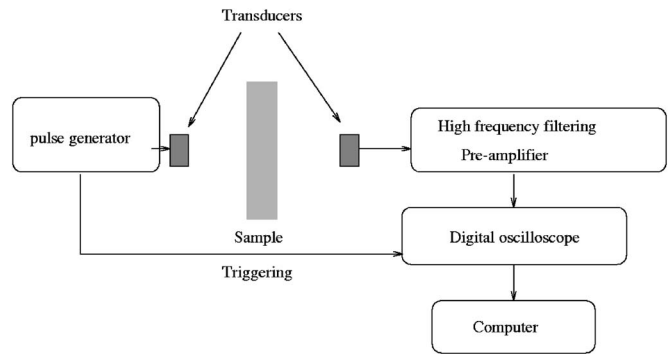 Transducers
pulse generator
High frequency filtering
Pre-amplifier
Sample
Digital oscilloscope
Triggering
Computer